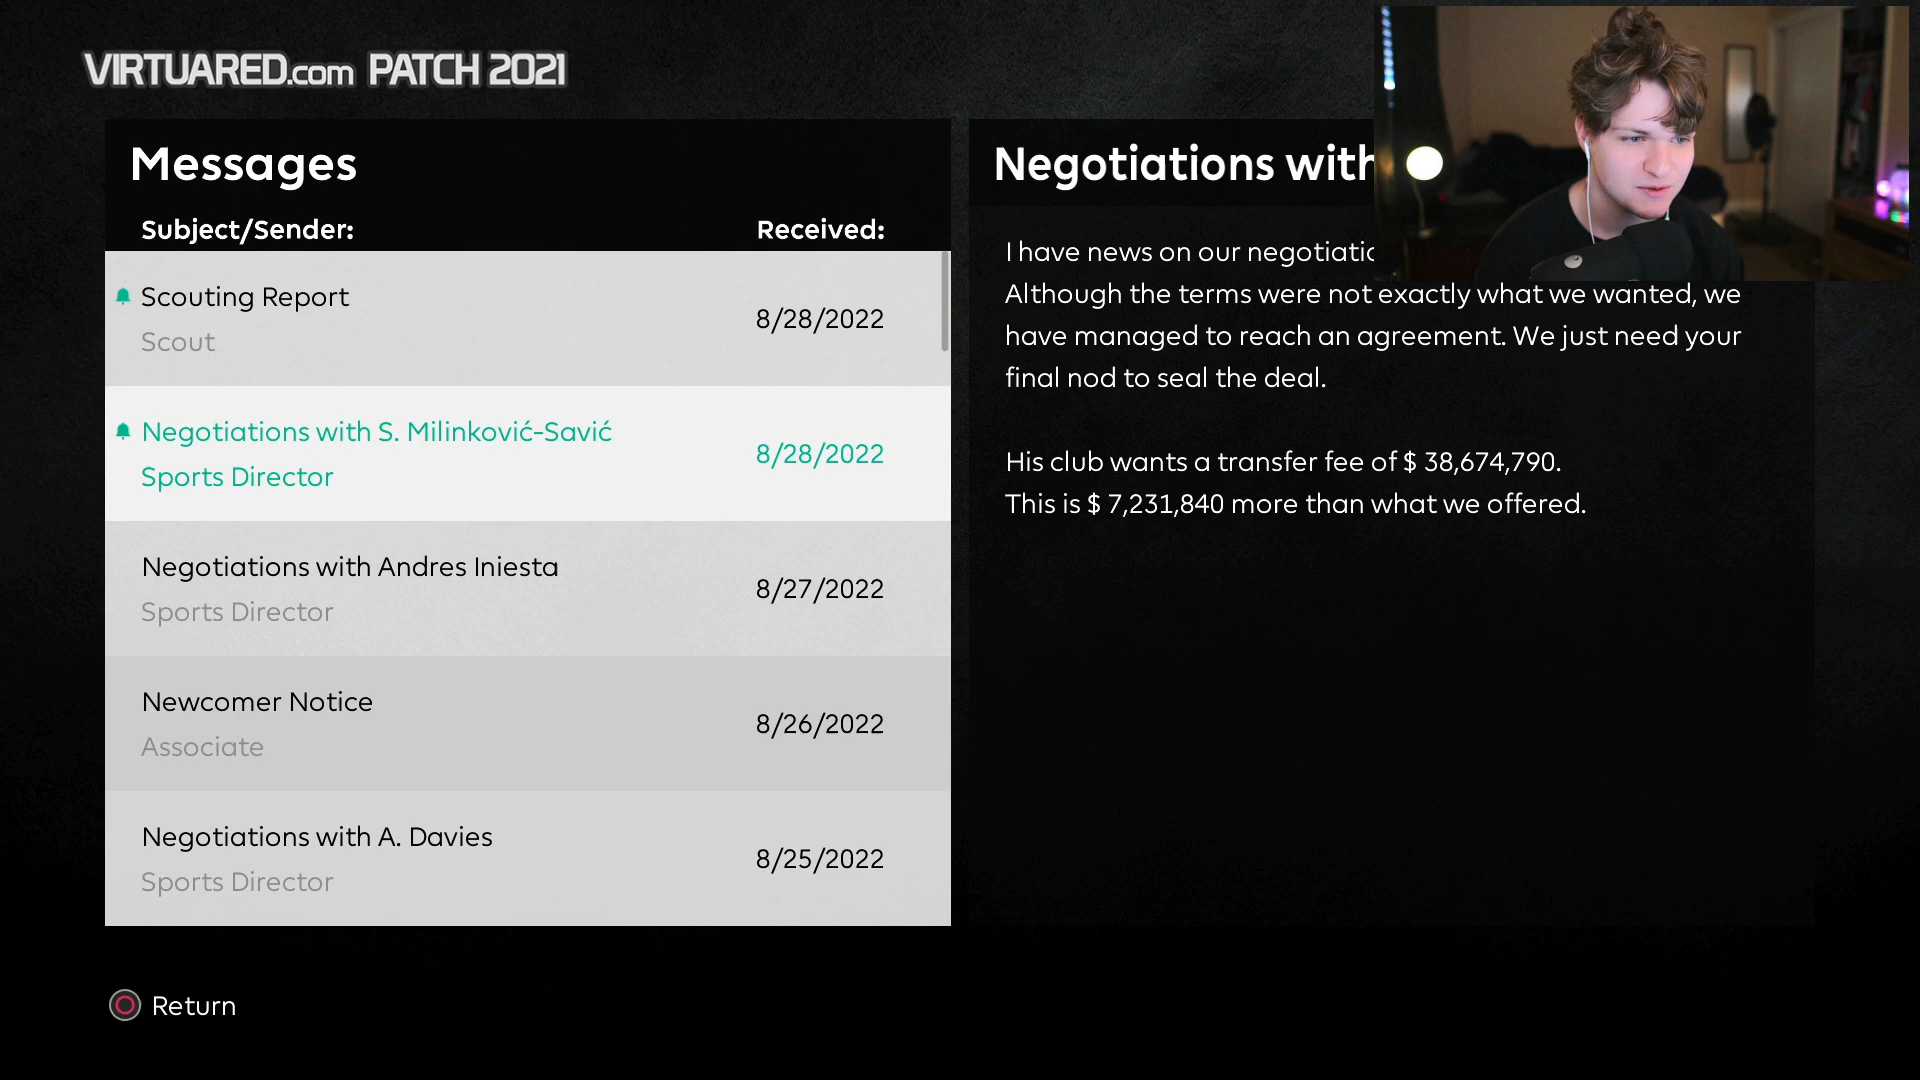 VIRTUARED.com PATCH 2021
Messages
Subject/Sender: Received:
Scouting Report
Scout
8/28/2022
Negotiations with S. Milinković-Savić
Sports Director
8/28/2022
Negotiations with Andres Iniesta
Sports Director
8/27/2022
Newcomer Notice
Associate
8/26/2022
Negotiations with A. Davies
Sports Director
8/25/2022
Negotiations with
I have news on our
Although the terms were not exactly what we wanted, we
have managed to reach an agreement. We just need your
final nod to seal the deal.
His club wants a transfer fee of $ 38,674,790.
This is $ 7,231,840 more than what we offered.
Return